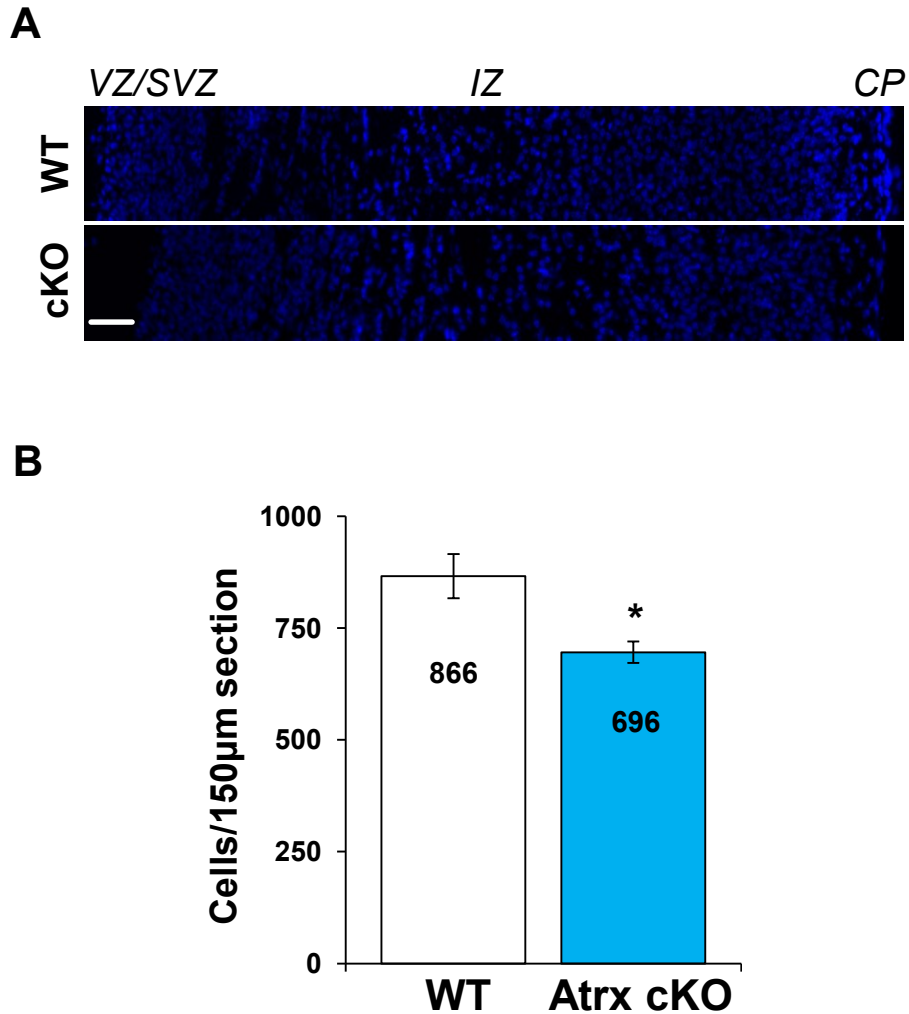 A
VZ/SVZ IZ CP
WT
cKO
B
1000
750
500
250
0
Cells/150µm section
866
*
696
WT Atrx cKO